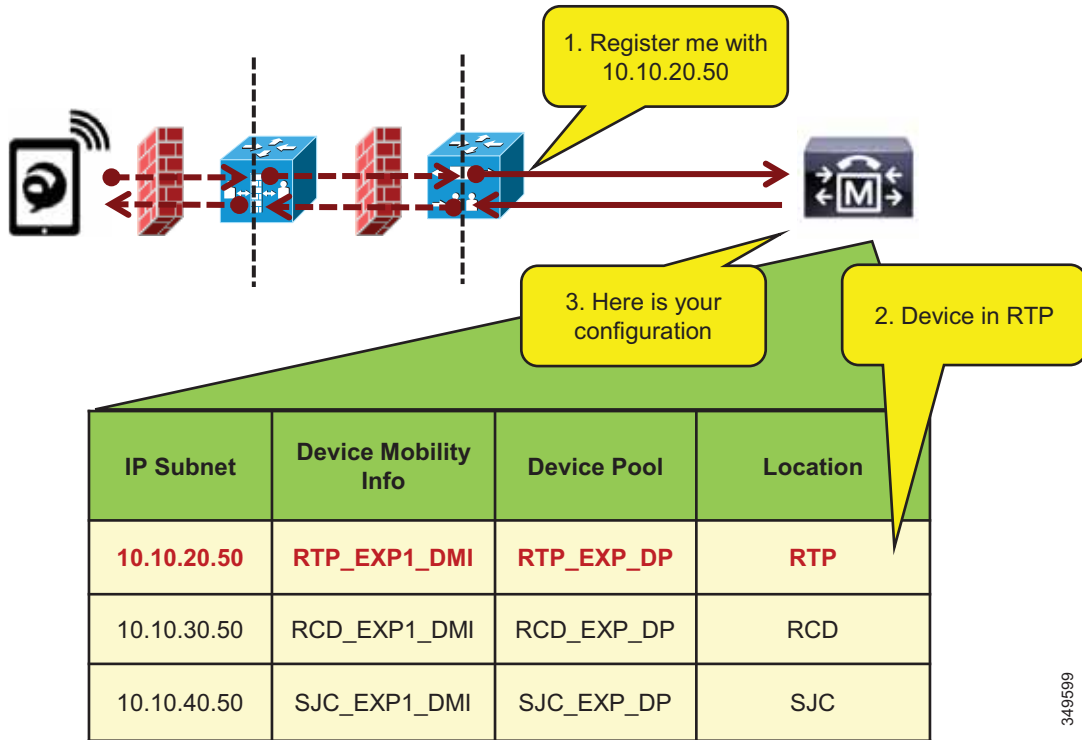 1. Register me with
10.10.20.50
M
3. Here is your
configuration
2. Device in RTP
IP Subnet
Device Mobility
Info
Device Pool
Location
10.10.20.50
RTP_EXP1_DMI
RTP_EXP_DP
RTP
10.10.30.50
RCD_EXP1_DMI
RCD_EXP_DP
RCD
10.10.40.50
SJC_EXP1_DMI
SJC_EXP_DP
SJC
349599